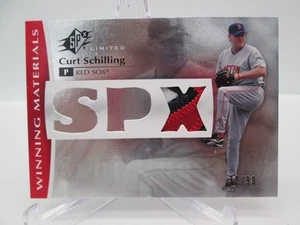 SPX
LIMITED
Curt Schilling
P RED SOX
SPX
WINNING MATERIALS